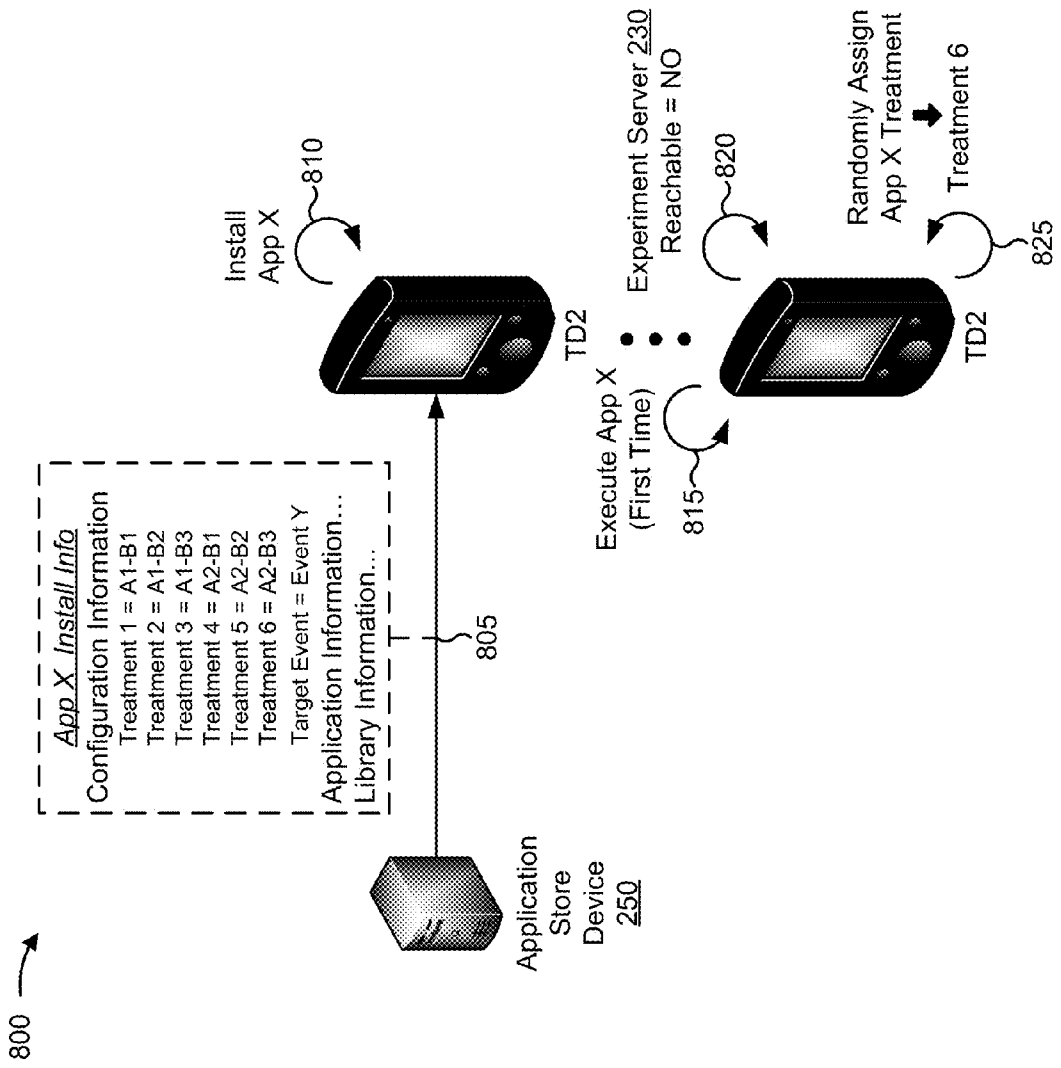 800
App X Install Info
Configuration Information
Treatment 1 = A1-B1
Treatment 2 = A1-B2
Treatment 3 = A1-B3
Treatment 4 = A2-B1
Treatment 5 = A2-B2
Treatment 6 = A2-B3
Target Event = Event Y
Application Information...
Library Information...
805
Application
Store
Device
250
Install
App X
810
TD2
Execute App X
(First Time)
815
Experiment Server 230
Reachable = NO
820
TD2
Randomly Assign
App X Treatment
Treatment 6
825